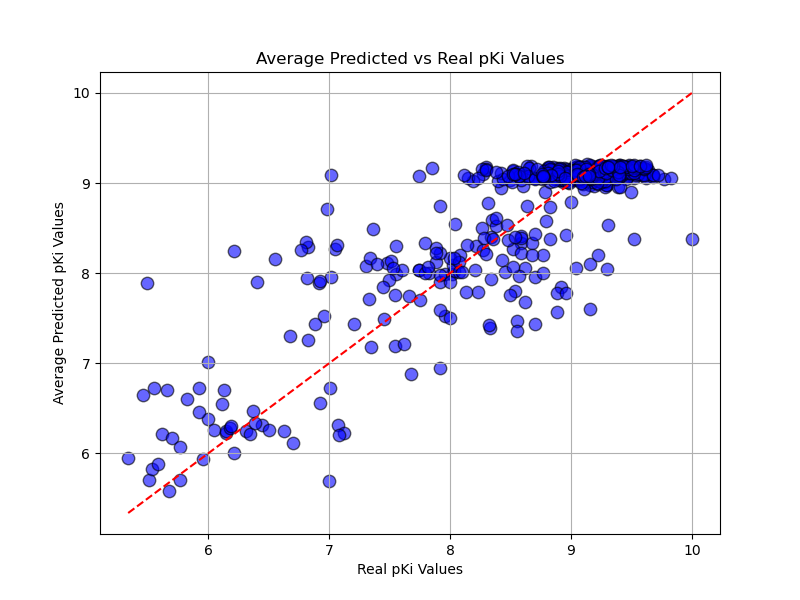 Average Predicted vs Real pKi Values
10
9
8
7
6
Average Predicted pKi Values
6 7 8 9 10
Real pKi Values